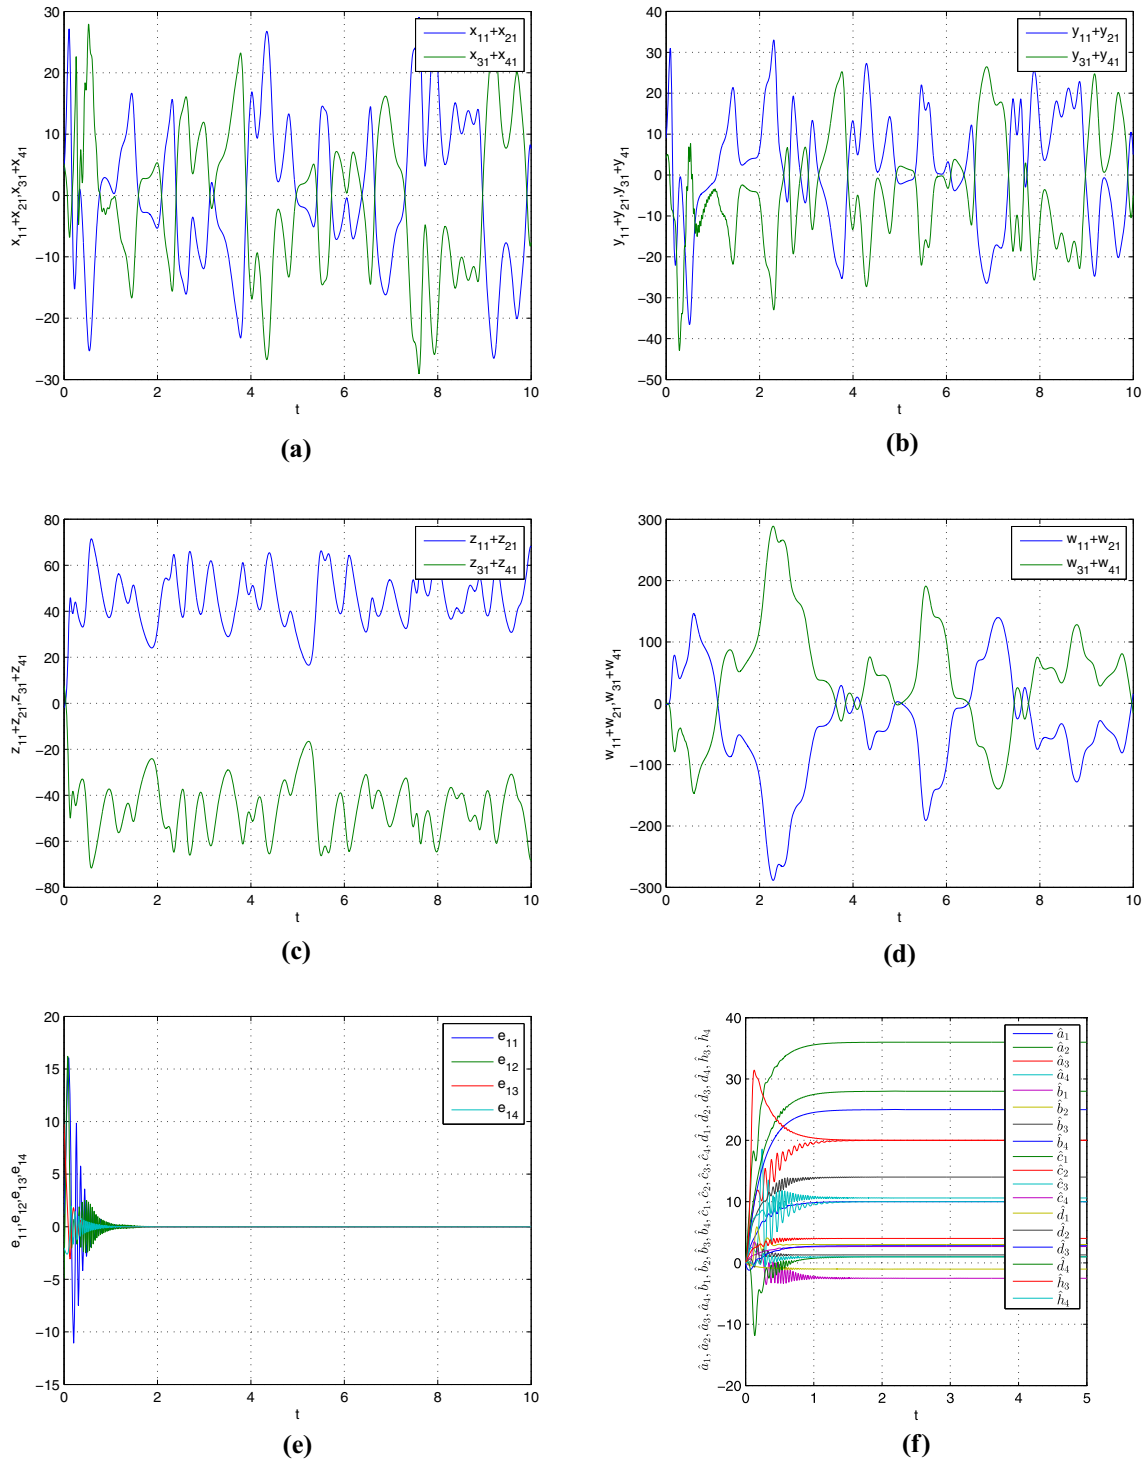 30
20
10
0
−10
−20
−30
0 2 4 6 8 10
t
x11+x21,x31+x41
x11+x21
x31+x41
(a)
40
30
20
10
0
−10
−20
−30
−40
−50
0 2 4 6 8 10
t
y11+y21,y31+y41
y11+y21
y31+y41
(b)
80
60
40
20
0
−20
−40
−60
−80
0 2 4 6 8 10
t
z11+z21,z31+z41
z11+z21
z31+z41
(c)
300
200
100
0
−100
−200
−300
0 2 4 6 8 10
t
w11+w21,w31+w41
w11+w21
w31+w41
(d)
20
15
10
5
0
−5
−10
−15
0 2 4 6 8 10
t
e11,e12,e13,e14
e11
e12
e13
e14
(e)
40
30
20
10
0
−10
−20
0 1 2 3 4 5
t
â1, â2, â3, â4, b̂1, b̂2, b̂3, b̂4, ĉ1, ĉ2, ĉ3, ĉ4, d̂1, d̂2, d̂3, d̂4, ĥ3, ĥ4
â1
â2
â3
â4
b̂1
b̂2
b̂3
b̂4
ĉ1
ĉ2
ĉ3
ĉ4
d̂1
d̂2
d̂3
d̂4
ĥ3
ĥ4
(f)